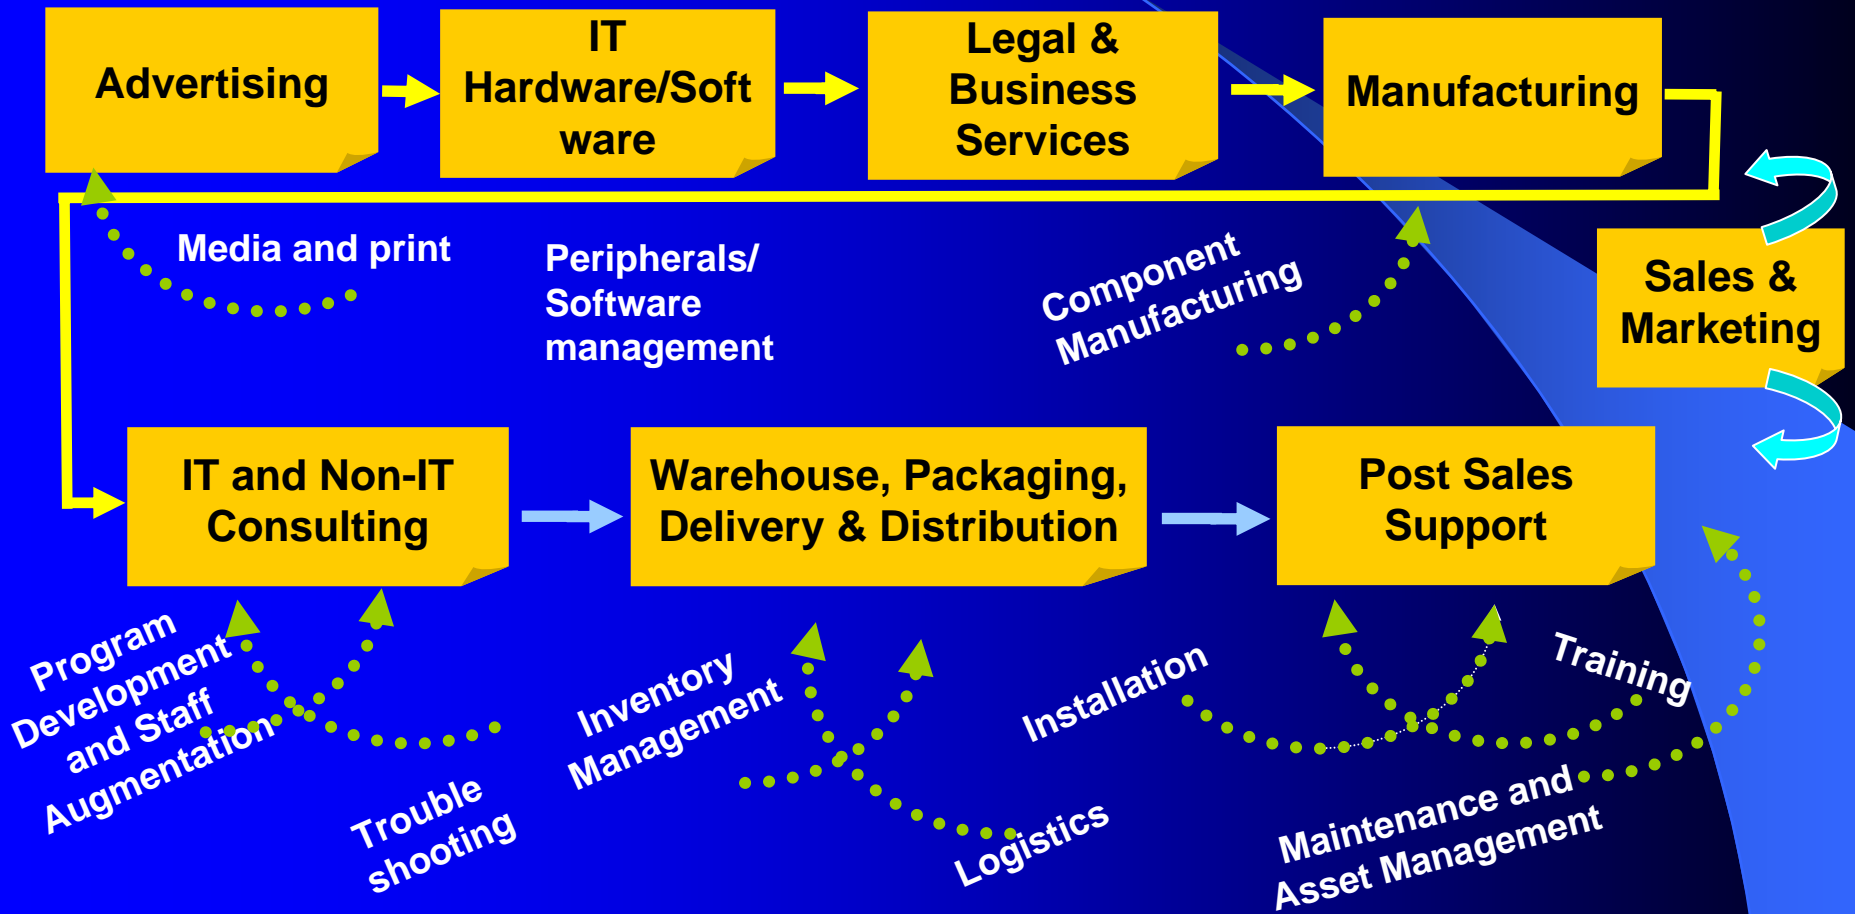 Advertising
IT
Hardware/Soft
ware
Legal &
Business
Services
Manufacturing
Media and print
Peripherals/
Software
management
Component
Manufacturing
Sales &
Marketing
IT and Non-IT
Consulting
Warehouse, Packaging,
Delivery & Distribution
Post Sales
Support
Program
Development
and Staff
Augmentation
Trouble
shooting
Inventory
Management
Logistics
Installation
Training
Maintenance and
Asset Management